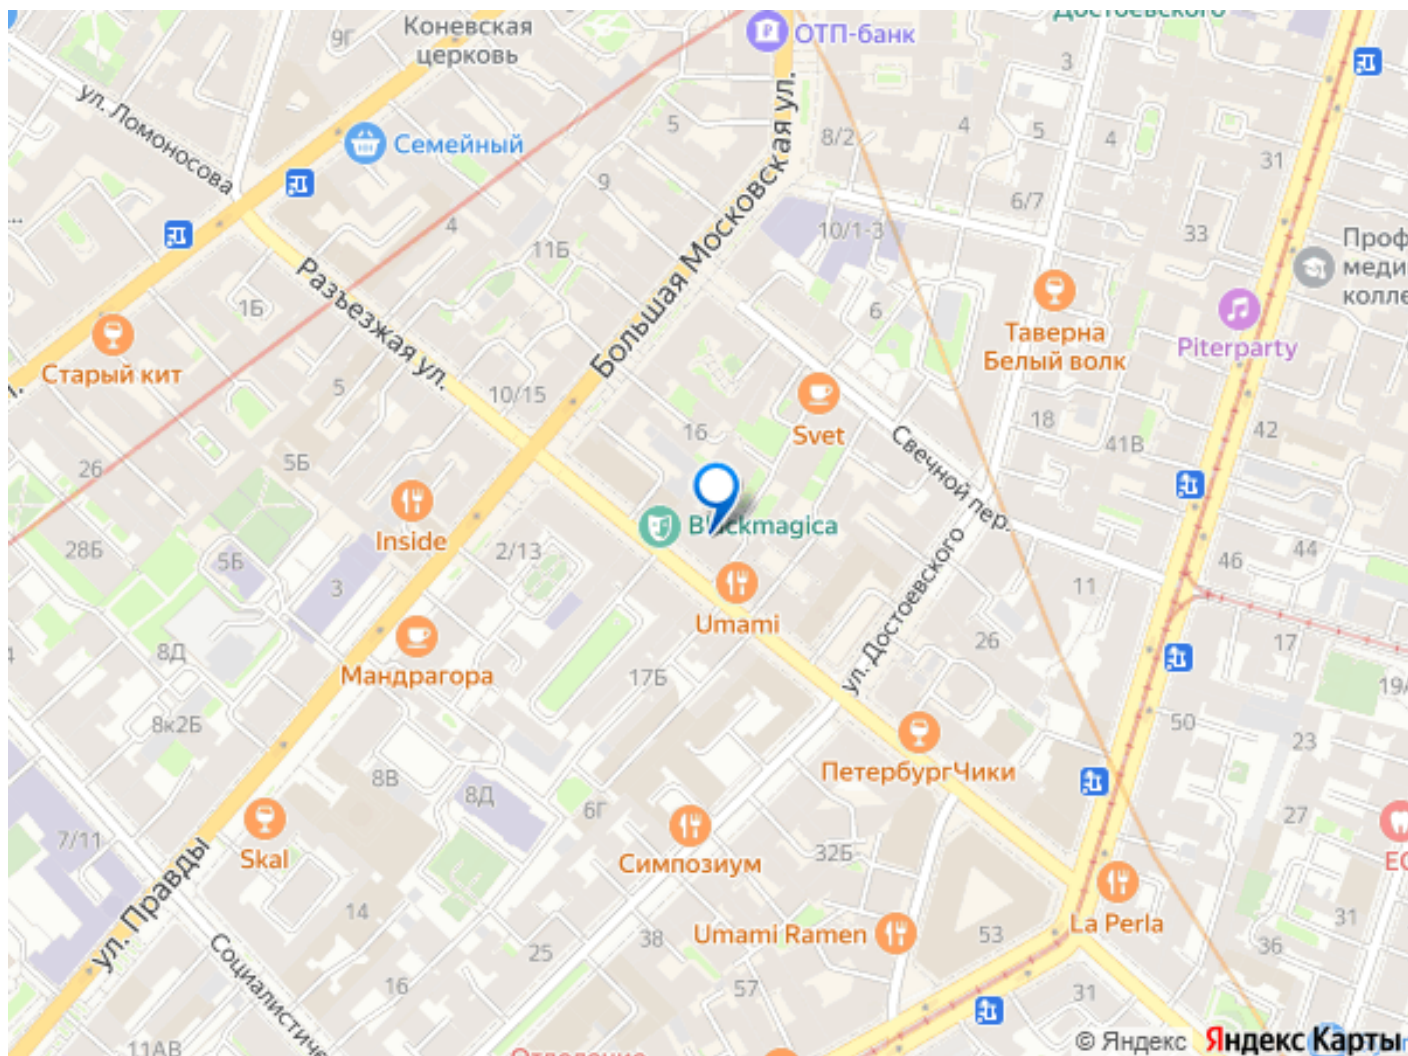 Достоевского
Коневская
церковь
9Г
ОТП-банк
3
ул. Ломоносова
Семейный
5
8/2
4
5
4
31
9
6/7
Большая Московская ул.
4
11Б
10/1-3
33
Проф
меди
колле
Разъезжая ул.
1Б
6
Таверна
Белый волк
Piterparty
Старый кит
5
10/15
18
42
Svet
16
41В
Свечной пер.
26
5Б
Inside
Blackmagica
28Б
5Б
2/13
3
44
46
11
Umami
ул. Достоевского
26
17
8Д
Мандрагора
17Б
19А
8к2Б
50
23
ПетербургЧики
8В
8Д
6Г
27
7/11
Skal
Симпозиум
32Б
EO
ул. Правды
14
La Perla
31
Umami Ramen
53
38
25
36
Социалистиче
16
57
31
11АВ
Отделение
© Яндекс Яндекс Карты